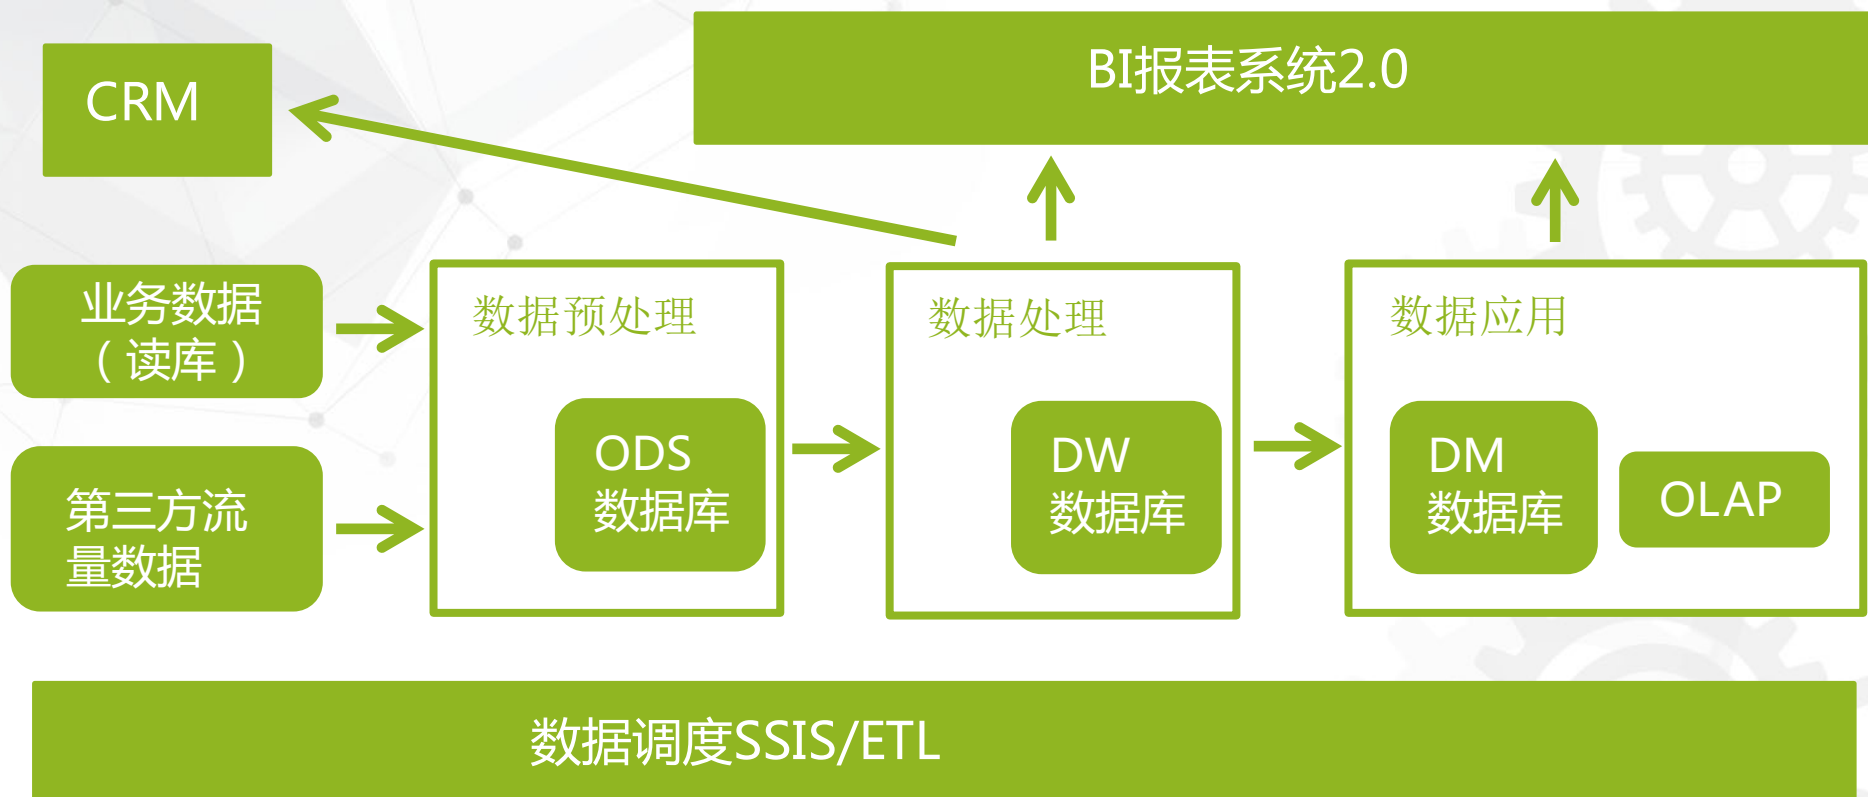 CRM
BI报表系统2.0
业务数据
（读库）
第三方流
量数据
数据预处理
ODS
数据库
数据处理
DW
数据库
数据应用
DM
数据库
OLAP
数据调度SSIS/ETL